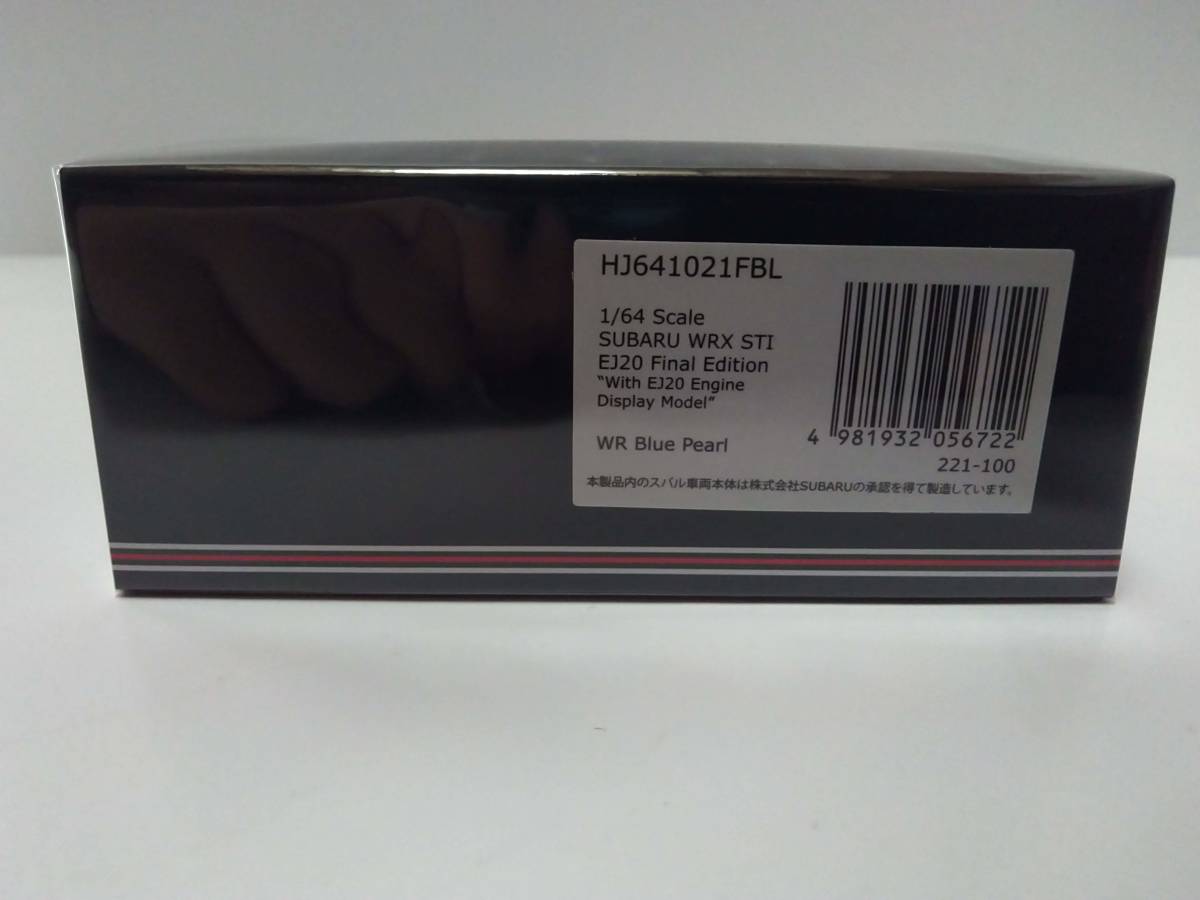 HJ641021FBL
1/64 Scale
SUBARU WRX STI
EJ20 Final Edition
"With EJ20 Engine
Display Model"
WR Blue Pearl
4 981932 056722
221-100
本製品内のスバル車両本体は株式会社SUBARUの承認を得て製造しています。